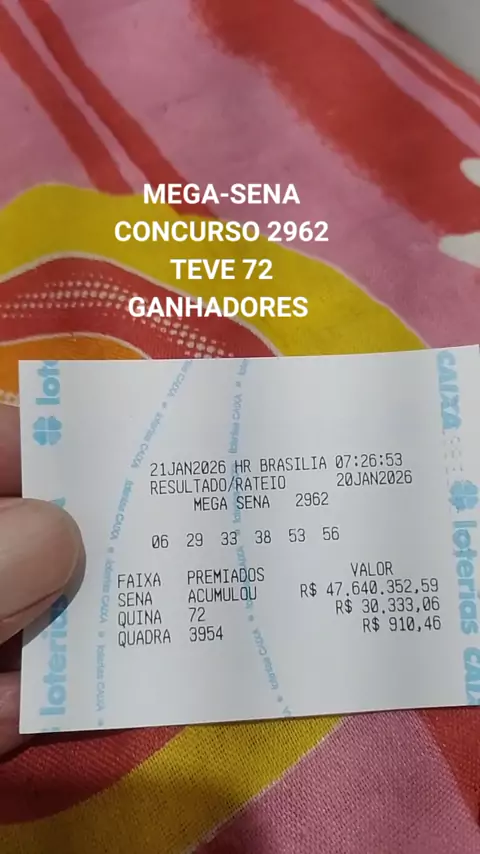 MEGA-SENA
CONCURSO 2962
TEVE 72
GANHADORES
21JAN2026 HR BRASILIA 07:26:53
RESULTADO/RATEIO 20JAN2026
MEGA SENA 2962
06 29 33 38 53 56
FAIXA PREMIADOS VALOR
SENA ACUMULOU R$ 47.640.352,59
QUINA 72 R$ 30.333,06
QUADRA 3954 R$ 910,46
loterias
CAIXA
loterias CAIXA